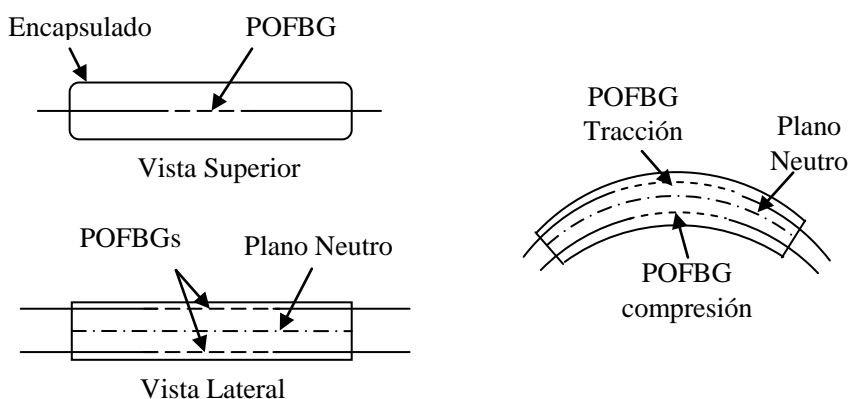 Encapsulado
POFBG
Vista Superior
POFBGs
Plano Neutro
Vista Lateral
POFBG
Tracción
Plano
Neutro
POFBG
compresión